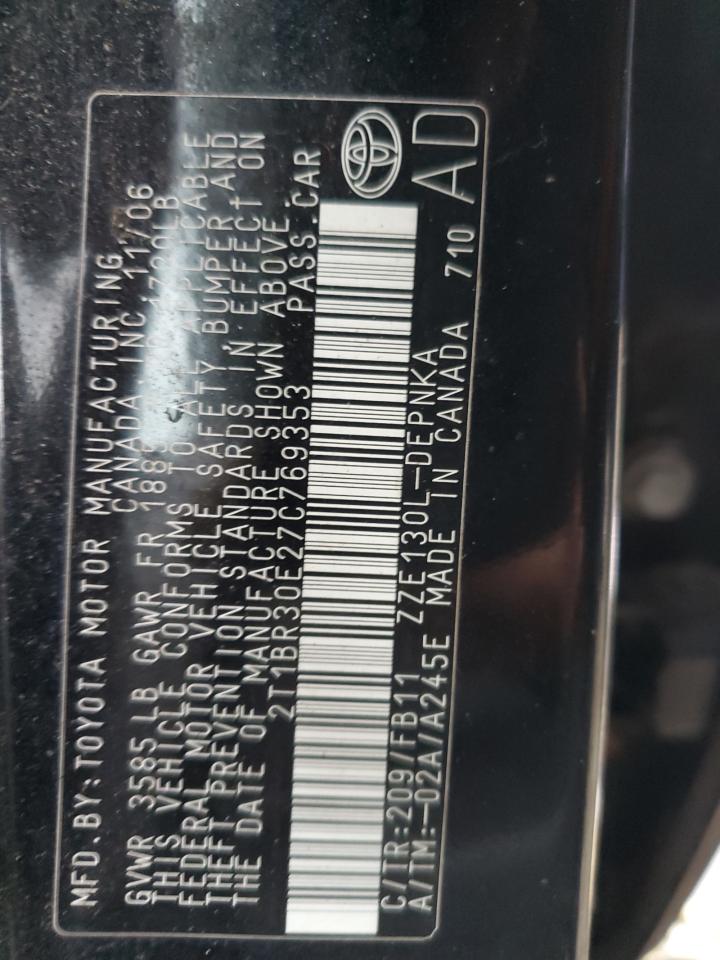 MFD.BY:TOYOTA MOTOR MANUFACTURING
CANADA INC. 11/06
GVWR 3585 LB GAWR FR 1885 RR 1720LB
THIS VEHICLE CONFORMS TO ALL APPLICABLE
FEDERAL MOTOR VEHICLE SAFETY BUMPER AND
THEFT PREVENTION STANDARDS IN EFFECT ON
THE DATE OF MANUFACTURE SHOWN ABOVE.
2T1BR30E27C769353 PASS.CAR
C/TR:209/FB11 ZZE130L-DEPNKA
A/TM:-02A/A245E MADE IN CANADA 710 AD